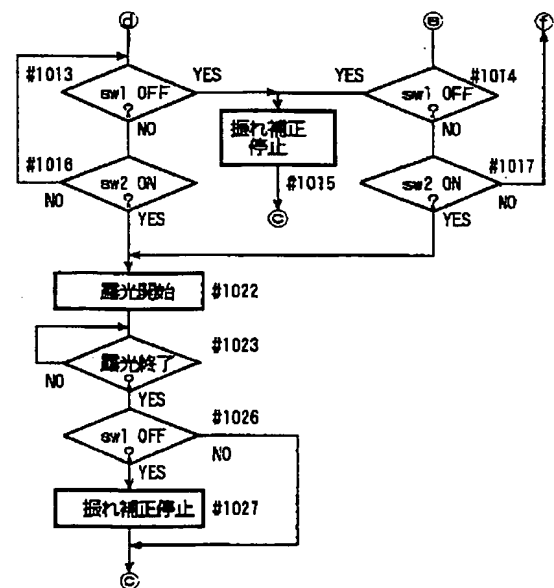 d e f
#1013 YES YES #1014
sw1 OFF ? sw1 OFF ?
NO 振れ補正 NO
停止
#1016 #1015 #1017
sw2 ON ? sw2 ON ?
NO YES c YES NO
露光開始 #1022
#1023
露光終了 ?
NO YES
#1026
sw1 OFF ?
NO
YES
振れ補正停止 #1027
c